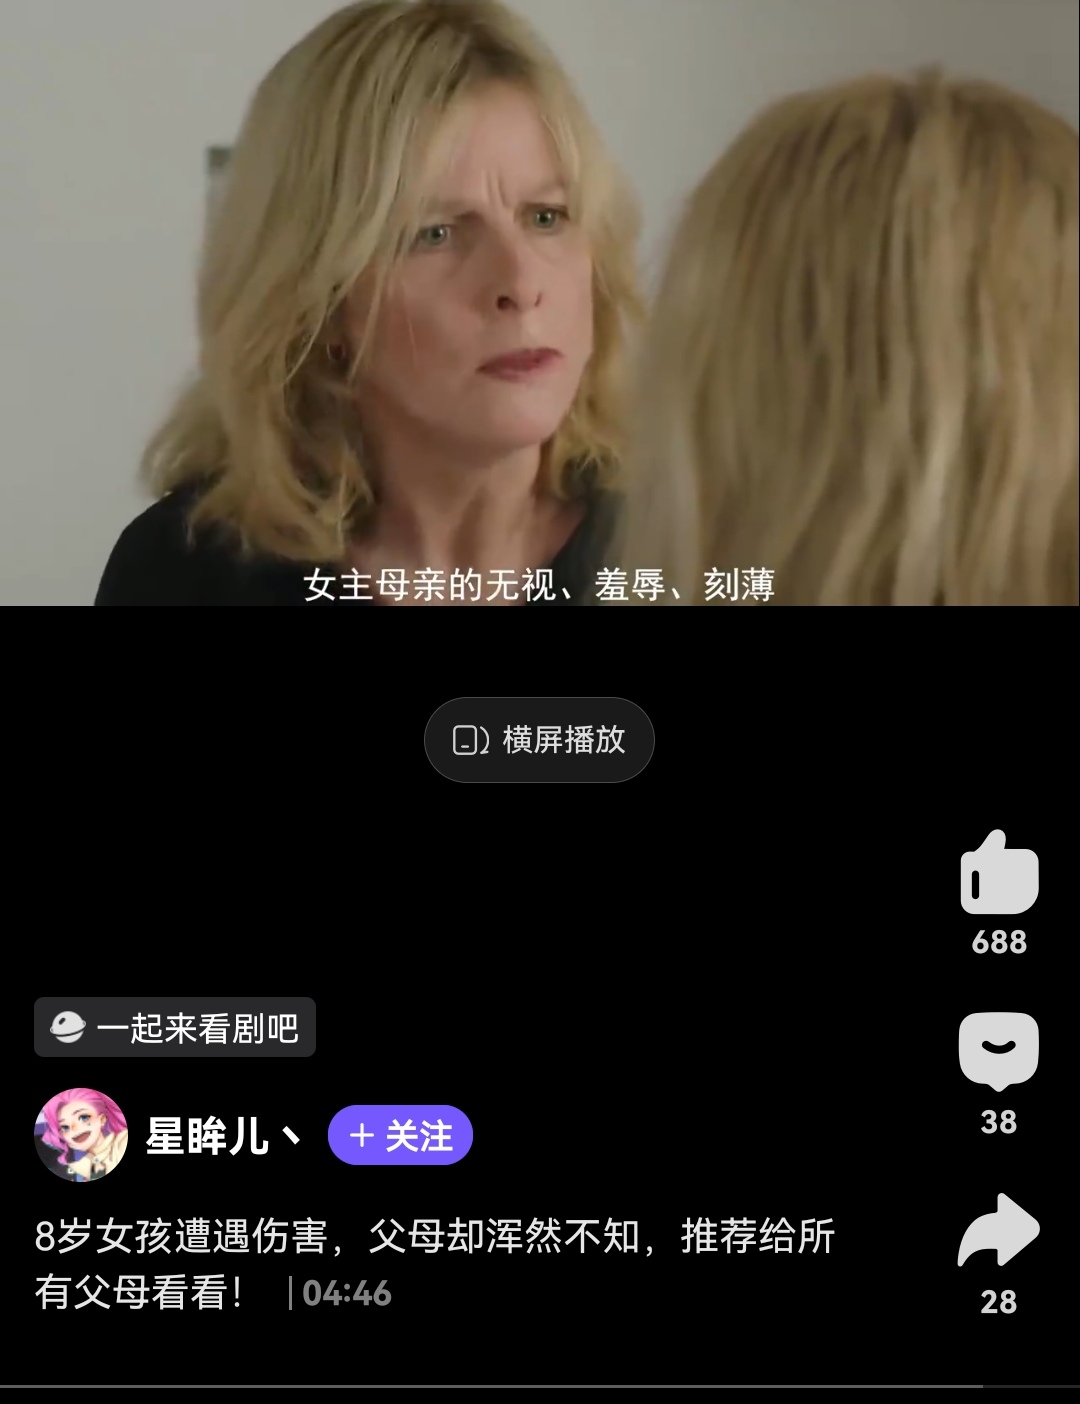 女主母亲的无视、羞辱、刻薄
横屏播放
688
一起来看剧吧
38
星眸儿丶
+ 关注
8岁女孩遭遇伤害，父母却浑然不知，推荐给所
有父母看看！ | 04:46
28